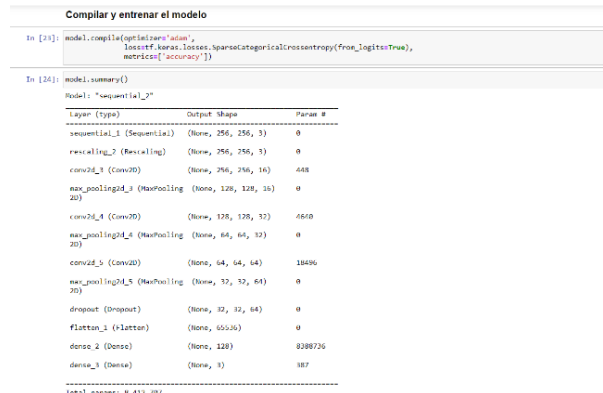 Compilar y entrenar el modelo
In [23]: model.compile(optimizer='adam',
loss=tf.keras.losses.SparseCategoricalCrossentropy(from_logits=True),
metrics=['accuracy'])
In [24]: model.summary()
Model: "sequential_2"
Layer (type) Output Shape Param #
sequential_1 (Sequential) (None, 256, 256, 3) 0
rescaling_2 (Rescaling) (None, 256, 256, 3) 0
conv2d_3 (Conv2D) (None, 256, 256, 16) 448
max_pooling2d_3 (MaxPooling (None, 128, 128, 16) 0
2D)
conv2d_4 (Conv2D) (None, 128, 128, 32) 4640
max_pooling2d_4 (MaxPooling (None, 64, 64, 32) 0
2D)
conv2d_5 (Conv2D) (None, 64, 64, 64) 18496
max_pooling2d_5 (MaxPooling (None, 32, 32, 64) 0
2D)
dropout (Dropout) (None, 32, 32, 64) 0
flatten_1 (Flatten) (None, 65536) 0
dense_2 (Dense) (None, 128) 8388736
dense_3 (Dense) (None, 3) 387
Total params: 8,412,707